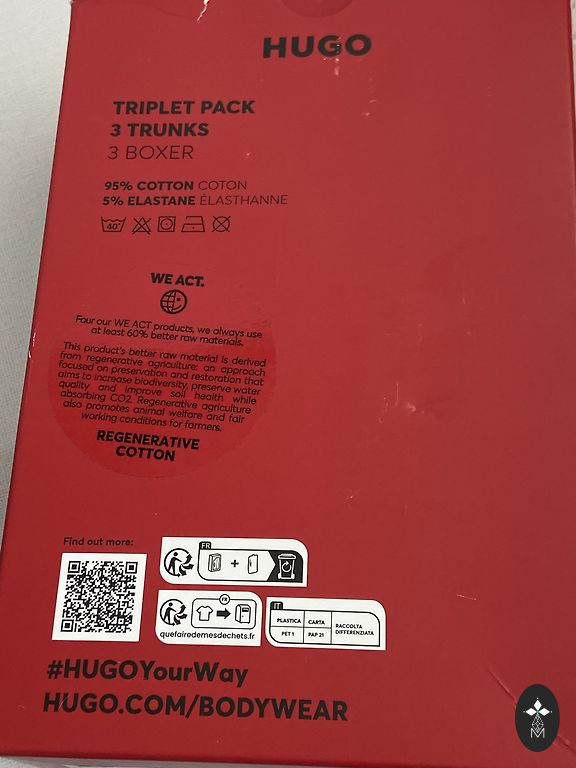 HUGO
TRIPLET PACK
3 TRUNKS
3 BOXER
95% COTTON COTON
5% ELASTANE ÉLASTHANNE
40°
WE ACT.
Four our WE ACT products, we always use
at least 60% better raw materials.
This product's better raw material is derived
from regenerative agriculture: an approach
focused on preservation and restoration that
aims to increase biodiversity, preserve water
quality and improve soil health while
absorbing CO2. Regenerative agriculture
also promotes animal welfare and fair
working conditions for farmers.
REGENERATIVE
COTTON
Find out more:
FR
+
FR
quefairedemesdechets.fr
IT
PLASTICA CARTA RACCOLTA
PET 1 PAP 21 DIFFERENZIATA
#HUGOYourWay
HUGO.COM/BODYWEAR
M